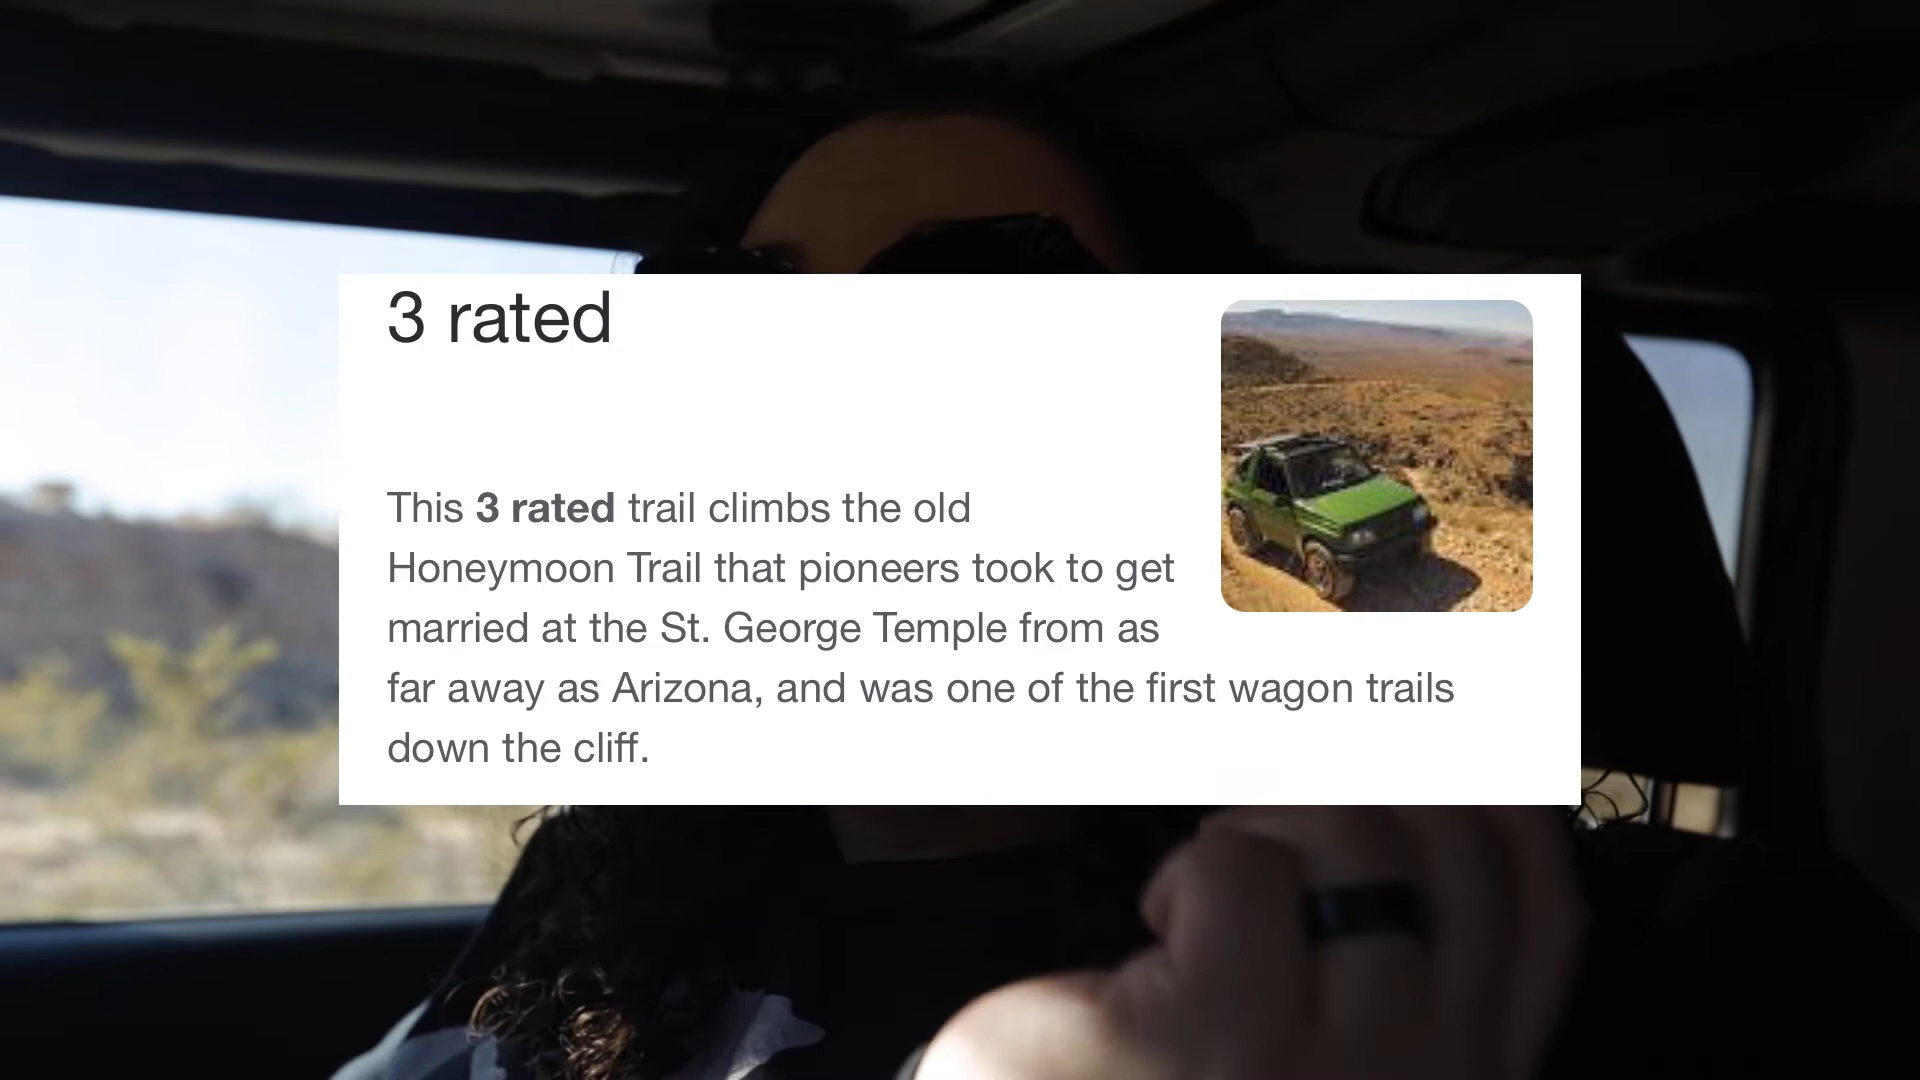 3 rated
This 3 rated trail climbs the old
Honeymoon Trail that pioneers took to get
married at the St. George Temple from as
far away as Arizona, and was one of the first wagon trails
down the cliff.